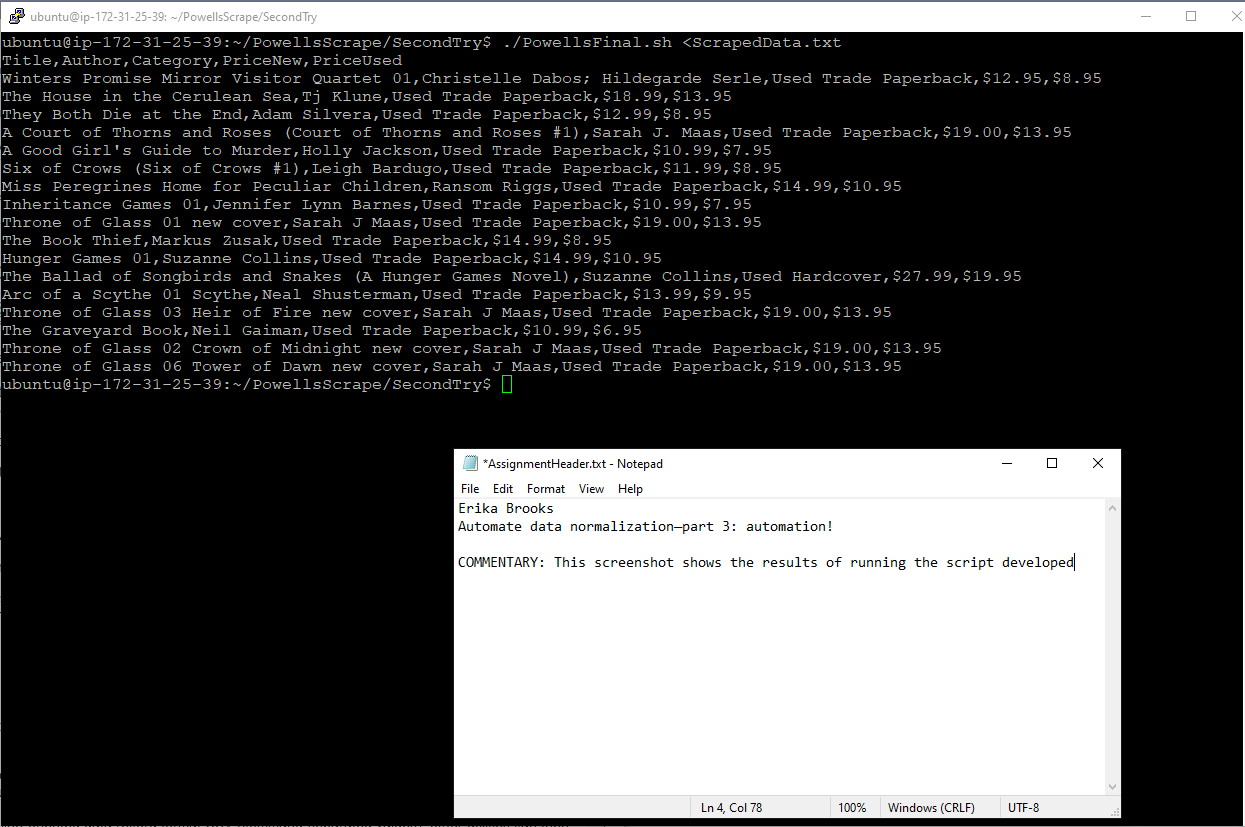 ubuntu@ip-172-31-25-39: ~/PowellsScrape/SecondTry
ubuntu@ip-172-31-25-39:~/PowellsScrape/SecondTry$ ./PowellsFinal.sh <ScrapedData.txt
Title,Author,Category,PriceNew,PriceUsed
Winters Promise Mirror Visitor Quartet 01,Christelle Dabos; Hildegarde Serle,Used Trade Paperback,$12.95,$8.95
The House in the Cerulean Sea,Tj Klune,Used Trade Paperback,$18.99,$13.95
They Both Die at the End,Adam Silvera,Used Trade Paperback,$12.99,$8.95
A Court of Thorns and Roses (Court of Thorns and Roses #1),Sarah J. Maas,Used Trade Paperback,$19.00,$13.95
A Good Girl's Guide to Murder,Holly Jackson,Used Trade Paperback,$10.99,$7.95
Six of Crows (Six of Crows #1),Leigh Bardugo,Used Trade Paperback,$11.99,$8.95
Miss Peregrines Home for Peculiar Children,Ransom Riggs,Used Trade Paperback,$14.99,$10.95
Inheritance Games 01,Jennifer Lynn Barnes,Used Trade Paperback,$10.99,$7.95
Throne of Glass 01 new cover,Sarah J Maas,Used Trade Paperback,$19.00,$13.95
The Book Thief,Markus Zusak,Used Trade Paperback,$14.99,$8.95
Hunger Games 01,Suzanne Collins,Used Trade Paperback,$14.99,$10.95
The Ballad of Songbirds and Snakes (A Hunger Games Novel),Suzanne Collins,Used Hardcover,$27.99,$19.95
Arc of a Scythe 01 Scythe,Neal Shusterman,Used Trade Paperback,$13.99,$9.95
Throne of Glass 03 Heir of Fire new cover,Sarah J Maas,Used Trade Paperback,$19.00,$13.95
The Graveyard Book,Neil Gaiman,Used Trade Paperback,$10.99,$6.95
Throne of Glass 02 Crown of Midnight new cover,Sarah J Maas,Used Trade Paperback,$19.00,$13.95
Throne of Glass 06 Tower of Dawn new cover,Sarah J Maas,Used Trade Paperback,$19.00,$13.95
ubuntu@ip-172-31-25-39:~/PowellsScrape/SecondTry$
*AssignmentHeader.txt - Notepad
File Edit Format View Help
Erika Brooks
Automate data normalization—part 3: automation!
COMMENTARY: This screenshot shows the results of running the script developed
Ln 4, Col 78 100% Windows (CRLF) UTF-8